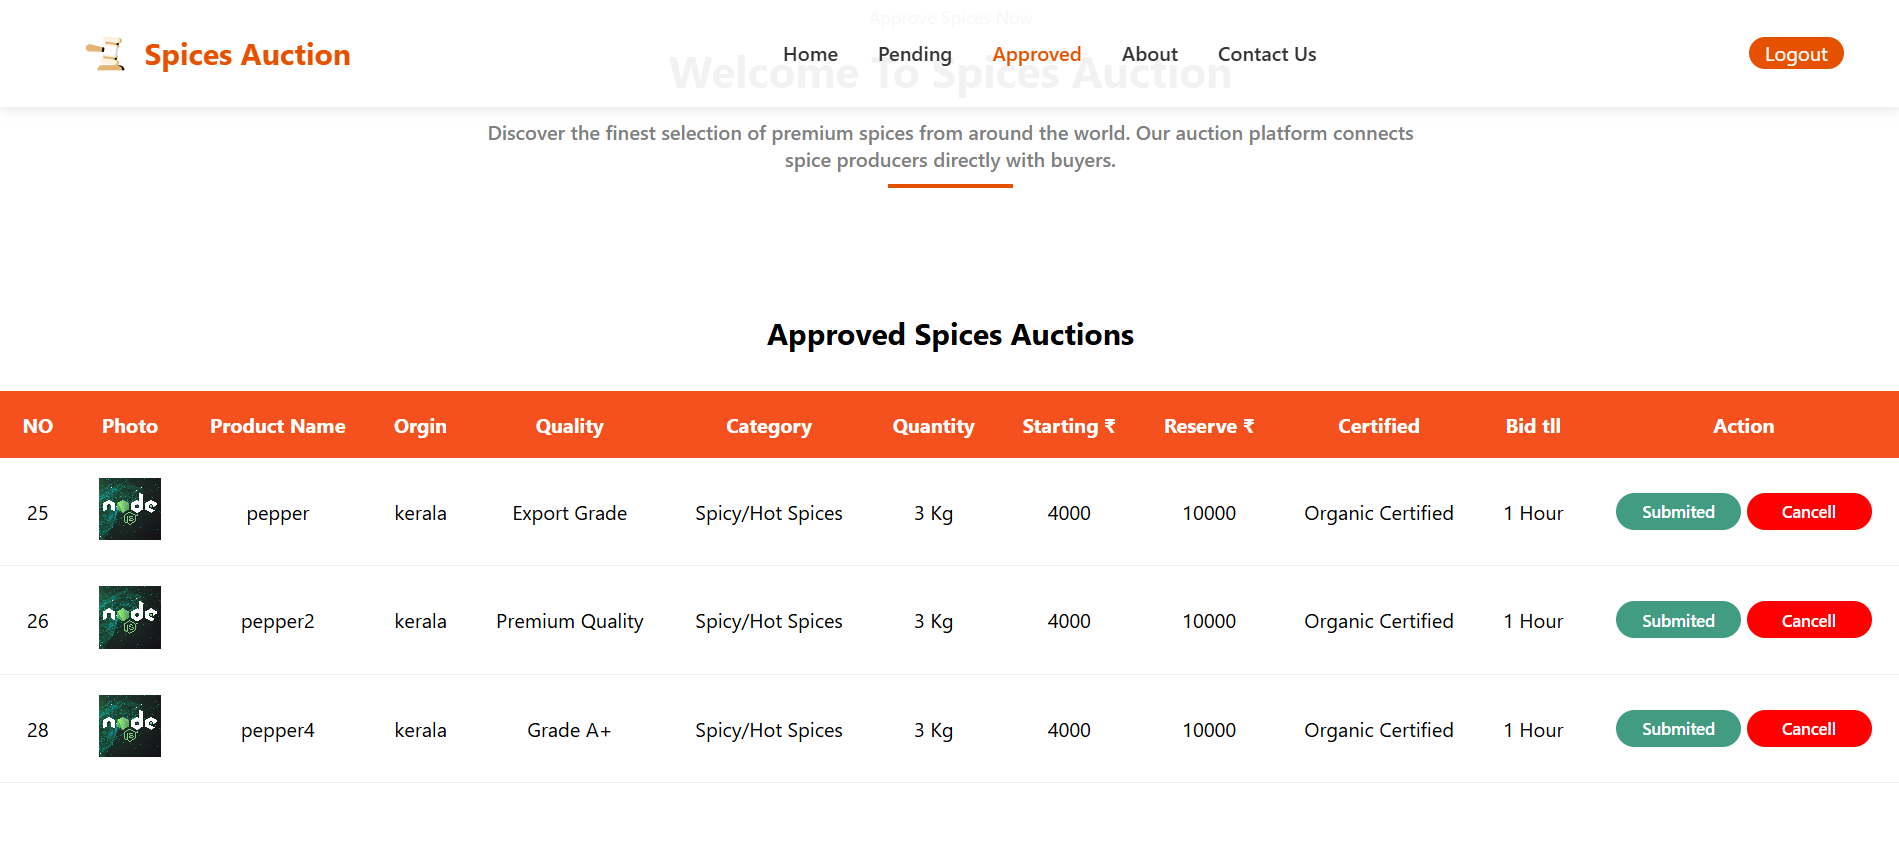 Approve Spices Now
Spices Auction
Home Pending Approved About Contact Us
Logout
Welcome To Spices Auction
Discover the finest selection of premium spices from around the world. Our auction platform connects
spice producers directly with buyers.
Approved Spices Auctions
NO Photo Product Name Orgin Quality Category Quantity Starting ₹ Reserve ₹ Certified Bid tll Action
25 node JS pepper kerala Export Grade Spicy/Hot Spices 3 Kg 4000 10000 Organic Certified 1 Hour Submited Cancell
26 node JS pepper2 kerala Premium Quality Spicy/Hot Spices 3 Kg 4000 10000 Organic Certified 1 Hour Submited Cancell
28 node JS pepper4 kerala Grade A+ Spicy/Hot Spices 3 Kg 4000 10000 Organic Certified 1 Hour Submited Cancell